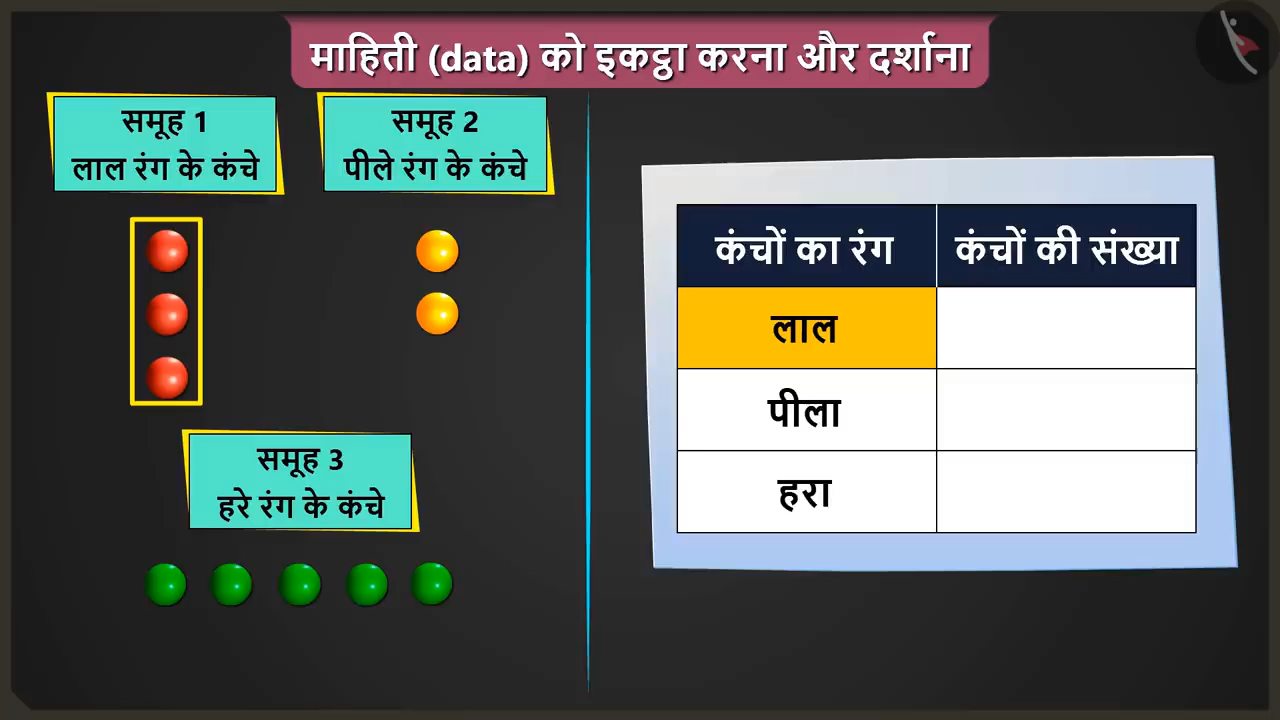 माहिती (data) को इकट्ठा करना और दर्शाना
समूह 1
लाल रंग के कंचे
समूह 2
पीले रंग के कंचे
समूह 3
हरे रंग के कंचे
कंचों का रंग
कंचों की संख्या
लाल
पीला
हरा